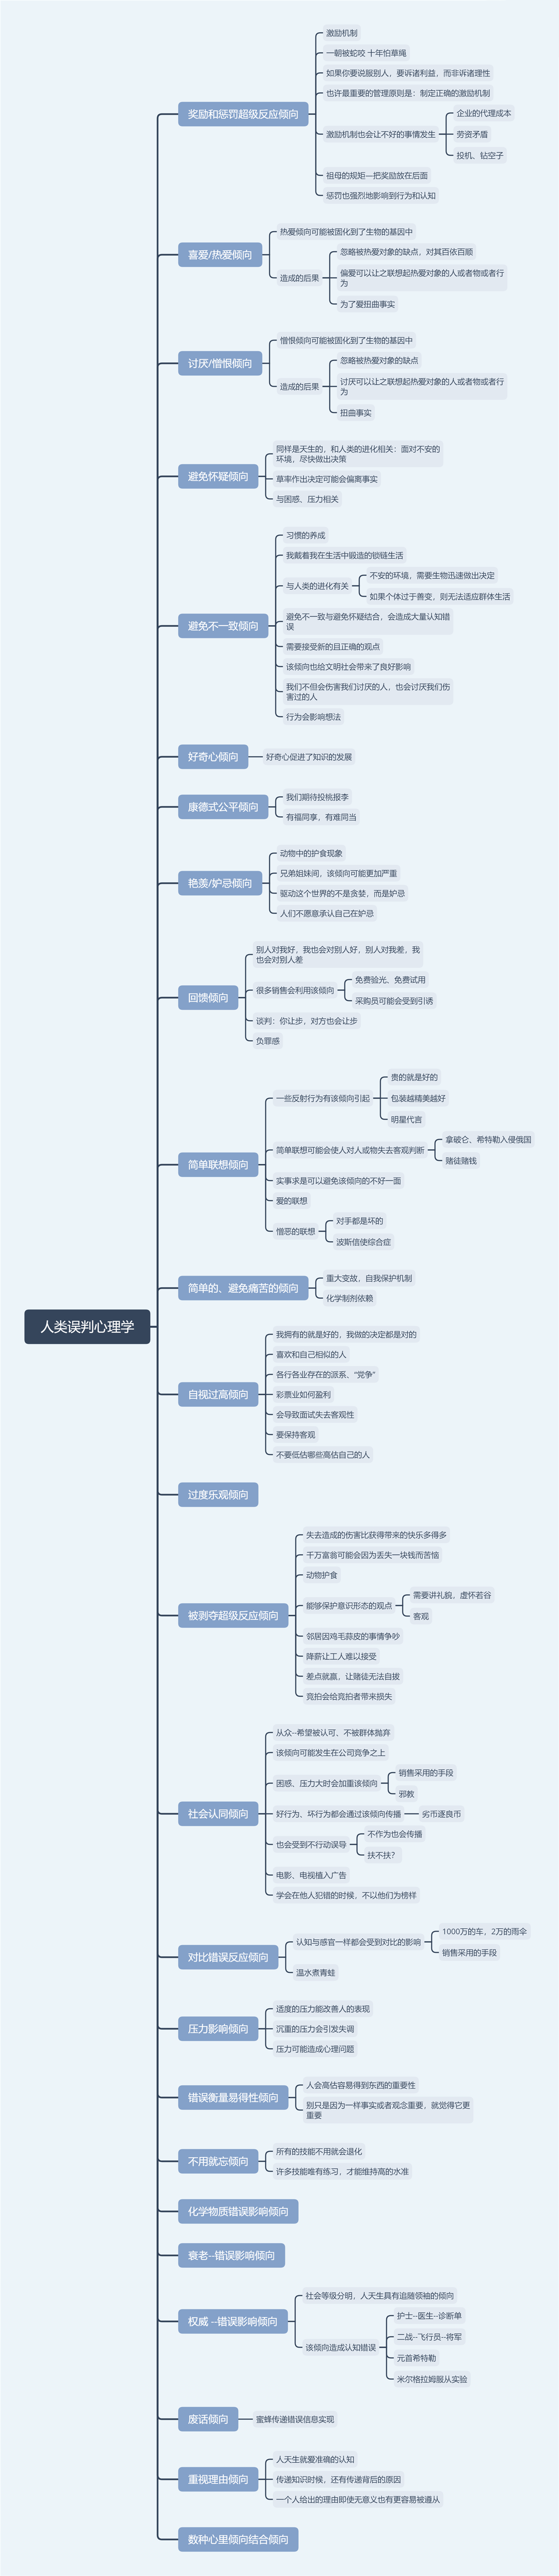 人类误判心理学
奖励和惩罚超级反应倾向
激励机制
一朝被蛇咬 十年怕草绳
如果你要说服别人，要诉诸利益，而非诉诸理性
也许最重要的管理原则是：制定正确的激励机制
激励机制也会让不好的事情发生
企业的代理成本
劳资矛盾
投机、钻空子
祖母的规矩—把奖励放在后面
惩罚也强烈地影响到行为和认知
喜爱/热爱倾向
热爱倾向可能被固化到了生物的基因中
造成的后果
忽略被热爱对象的缺点，对其百依百顺
偏爱可以让之联想起热爱对象的人或者物或者行
为
为了爱扭曲事实
讨厌/憎恨倾向
憎恨倾向可能被固化到了生物的基因中
造成的后果
忽略被热爱对象的缺点
讨厌可以让之联想起热爱对象的人或者物或者行
为
扭曲事实
避免怀疑倾向
同样是天生的，和人类的进化相关：面对不安的
环境，尽快做出决策
草率作出决定可能会偏离事实
与困惑、压力相关
避免不一致倾向
习惯的养成
我戴着我在生活中锻造的锁链生活
与人类的进化有关
不安的环境，需要生物迅速做出决定
如果个体过于善变，则无法适应群体生活
避免不一致与避免怀疑结合，会造成大量认知错
误
需要接受新的且正确的观点
该倾向也给文明社会带来了良好影响
我们不但会伤害我们讨厌的人，也会讨厌我们伤
害过的人
行为会影响想法
好奇心倾向
好奇心促进了知识的发展
康德式公平倾向
我们期待投桃报李
有福同享，有难同当
艳羡/妒忌倾向
动物中的护食现象
兄弟姐妹间，该倾向可能更加严重
驱动这个世界的不是贪婪，而是妒忌
人们不愿意承认自己在妒忌
回馈倾向
别人对我好，我也会对别人好，别人对我差，我
也会对别人差
很多销售会利用该倾向
免费验光、免费试用
采购员可能会受到引诱
谈判：你让步，对方也会让步
负罪感
简单联想倾向
一些反射行为有该倾向引起
贵的就是好的
包装越精美越好
明星代言
简单联想可能会使人对人或物失去客观判断
拿破仑、希特勒入侵俄国
赌徒赌钱
实事求是可以避免该倾向的不好一面
爱的联想
憎恶的联想
对手都是坏的
波斯信使综合症
简单的、避免痛苦的倾向
重大变故，自我保护机制
化学制剂依赖
自视过高倾向
我拥有的就是好的，我做的决定都是对的
喜欢和自己相似的人
各行各业存在的派系，“党争”
彩票业如何盈利
会导致面试失去客观性
要保持客观
不要低估哪些高估自己的人
过度乐观倾向
被剥夺超级反应倾向
失去造成的伤害比获得带来的快乐多得多
千万富翁可能会因为丢失一块钱而苦恼
动物护食
能够保护意识形态的观点
需要讲礼貌，虚怀若谷
客观
邻居因鸡毛蒜皮的事情争吵
降薪让工人难以接受
差点就赢，让赌徒无法自拔
竞拍会给竞拍者带来损失
社会认同倾向
从众--希望被认可、不被群体抛弃
该倾向可能发生在公司竞争之上
困惑、压力大时会加重该倾向
销售采用的手段
邪教
好行为、坏行为都会通过该倾向传播
劣币逐良币
也会受到不行动误导
不作为也会传播
扶不扶？
电影、电视植入广告
学会在他人犯错的时候，不以他们为榜样
对比错误反应倾向
认知与感官一样都会受到对比的影响
1000万的车，2万的雨伞
销售采用的手段
温水煮青蛙
压力影响倾向
适度的压力能改善人的表现
沉重的压力会引发失调
压力可能造成心理问题
错误衡量易得性倾向
人会高估容易得到东西的重要性
别只是因为一样事实或者观念重要，就觉得它更
重要
不用就忘倾向
所有的技能不用就会退化
许多技能唯有练习，才能维持高的水准
化学物质错误影响倾向
衰老--错误影响倾向
权威 --错误影响倾向
社会等级分明，人天生具有追随领袖的倾向
该倾向造成认知错误
护士--医生--诊断单
二战--飞行员--将军
元首希特勒
米尔格拉姆服从实验
废话倾向
蜜蜂传递错误信息实现
重视理由倾向
人天生就爱准确的认知
传递知识时候，还有传递背后的原因
一个人给出的理由即使无意义也有更容易被遵从
数种心里倾向结合倾向